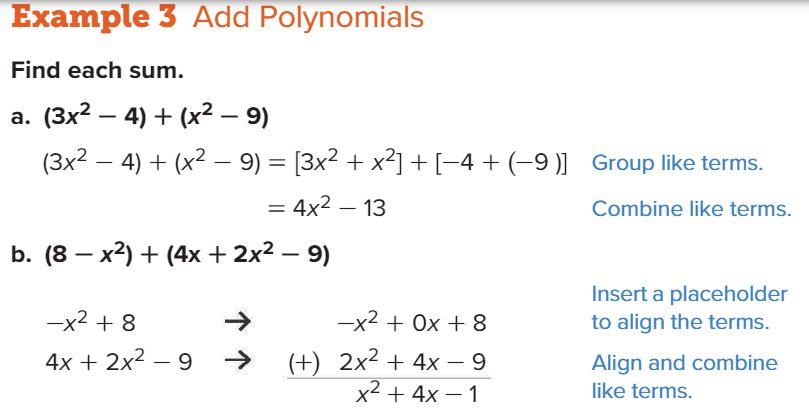 Example 3 Add Polynomials
Find each sum.
a. (3x² – 4) + (x² – 9)
(3x² – 4) + (x² – 9) = [3x² + x²] + [–4 + (–9 )] Group like terms.
= 4x² – 13 Combine like terms.
b. (8 – x²) + (4x + 2x² – 9)
Insert a placeholder
–x² + 8 → –x² + 0x + 8 to align the terms.
4x + 2x² – 9 → (+) 2x² + 4x – 9 Align and combine
x² + 4x – 1 like terms.